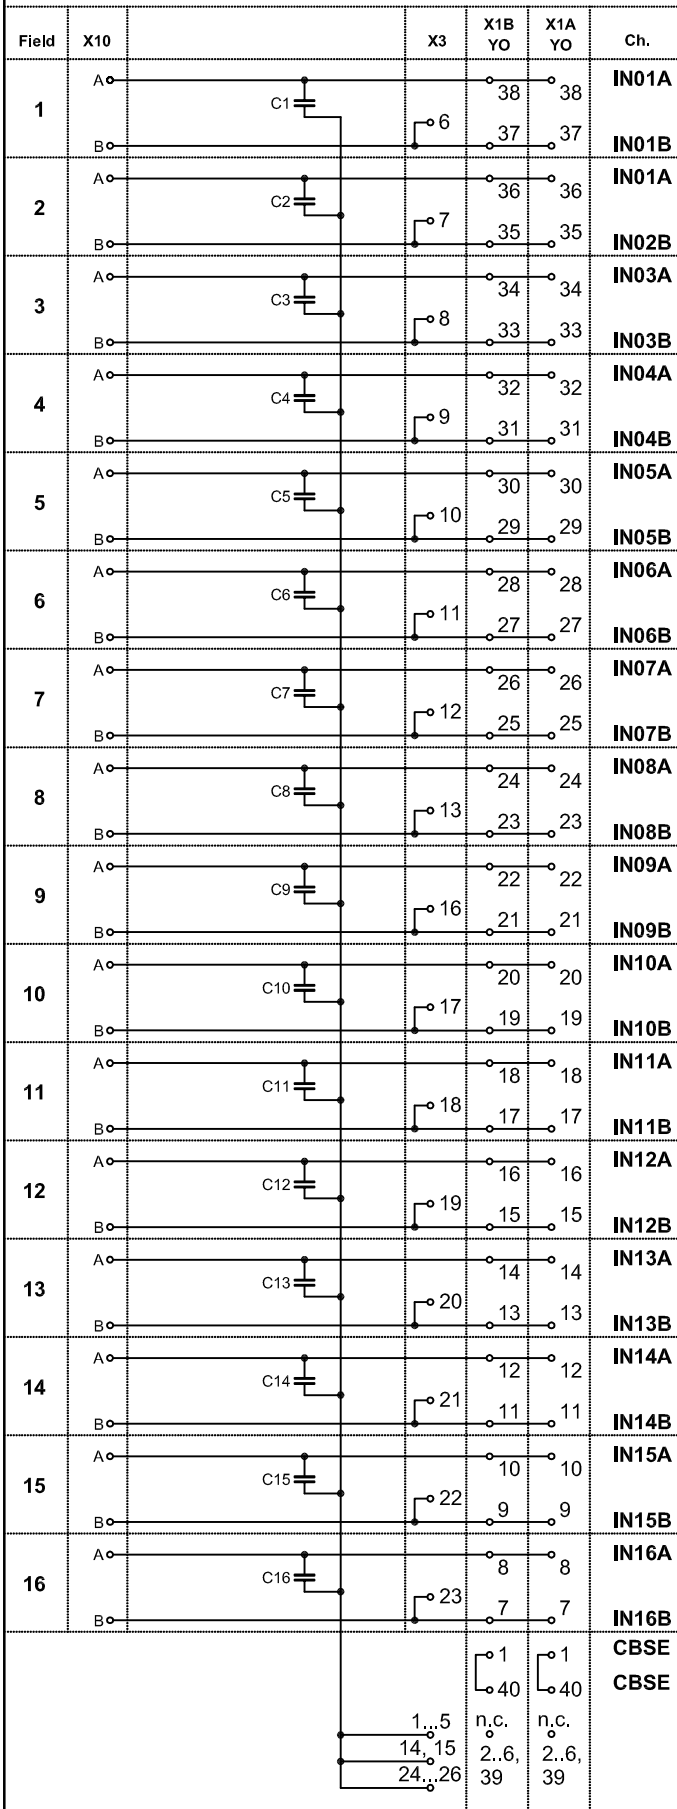 Field X10 X3 X1B YO X1A YO Ch.
A 38 38 IN01A
C1
1 6
B 37 37 IN01B
A 36 36 IN01A
C2
2 7
B 35 35 IN02B
A 34 34 IN03A
C3
3 8
B 33 33 IN03B
A 32 32 IN04A
C4
4 9
B 31 31 IN04B
A 30 30 IN05A
C5
5 10
B 29 29 IN05B
A 28 28 IN06A
C6
6 11
B 27 27 IN06B
A 26 26 IN07A
C7
7 12
B 25 25 IN07B
A 24 24 IN08A
C8
8 13
B 23 23 IN08B
A 22 22 IN09A
C9
9 16
B 21 21 IN09B
A 20 20 IN10A
C10
10 17
B 19 19 IN10B
A 18 18 IN11A
C11
11 18
B 17 17 IN11B
A 16 16 IN12A
C12
12 19
B 15 15 IN12B
A 14 14 IN13A
C13
13 20
B 13 13 IN13B
A 12 12 IN14A
C14
14 21
B 11 11 IN14B
A 10 10 IN15A
C15
15 22
B 9 9 IN15B
A 8 8 IN16A
C16
16 23
B 7 7 IN16B
1 1 CBSE
40 40 CBSE
1...5 n.c. n.c.
14, 15 2..6, 2..6,
24...26 39 39